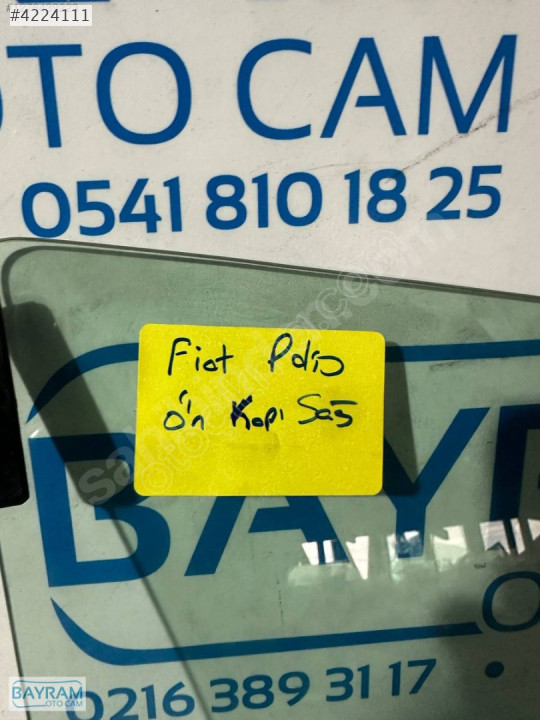 #4224111
OTO CAM
0541 810 18 25
Fiat Palio
Ön Kapı Sağ
BAY
O
0216 389 31 17 •
BAYRAM
OTO CAM